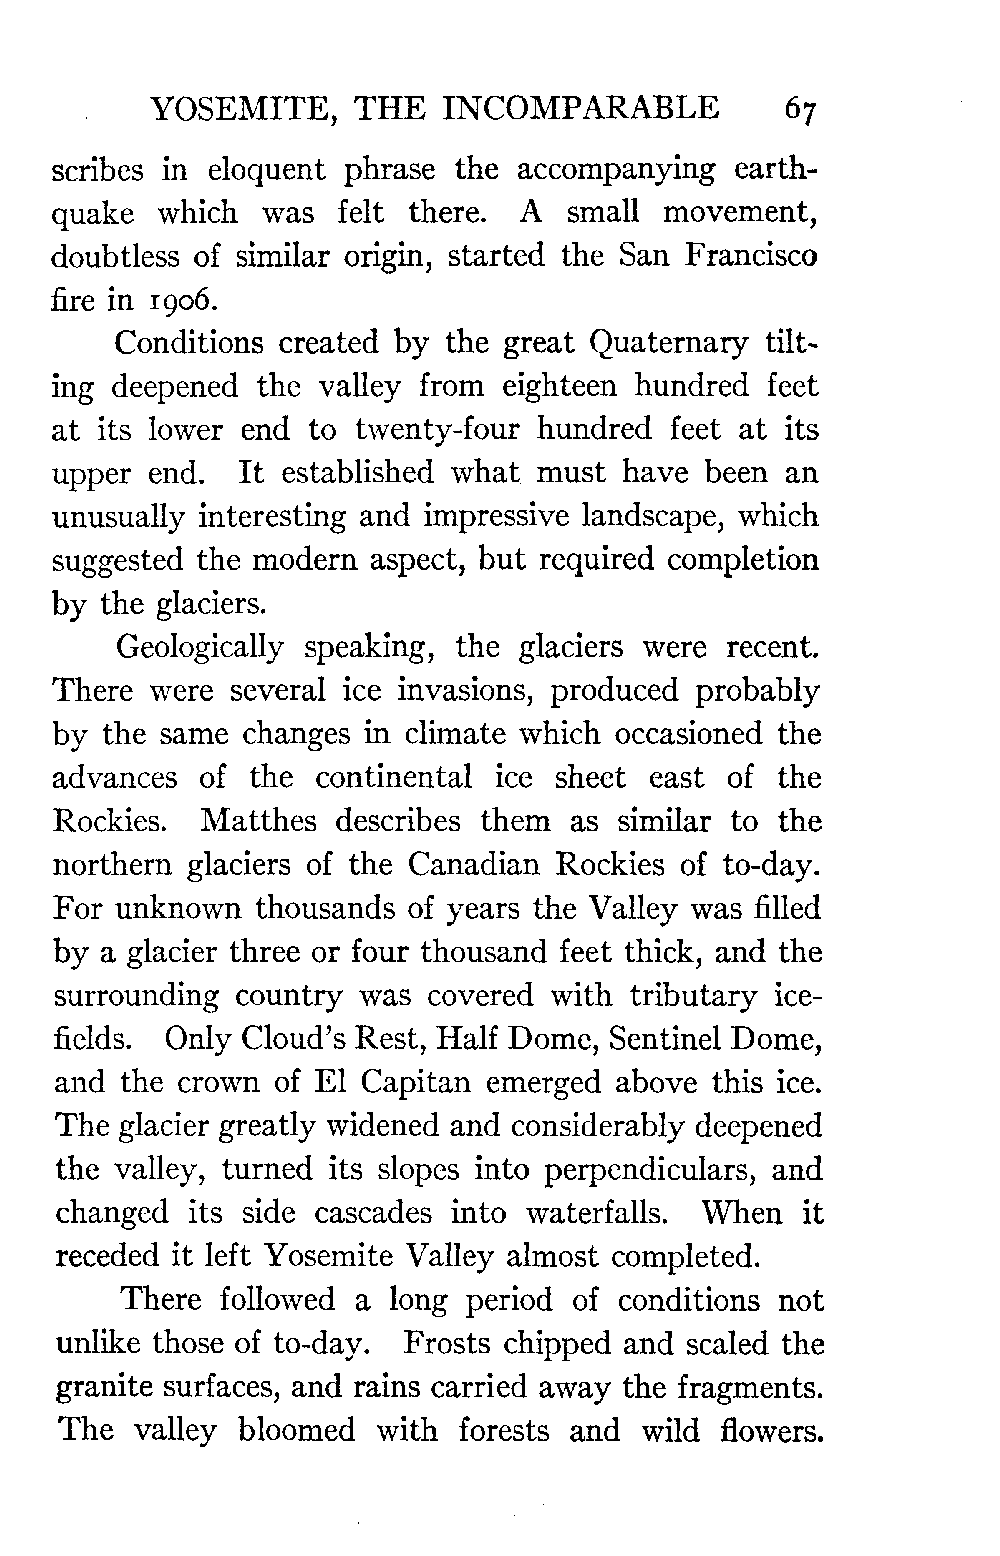 YOSEMITE, THE INCOMPARABLE 67
scribes in eloquent phrase the accompanying earth-
quake which was felt there. A small movement,
doubtless of similar origin, started the San Francisco
fire in 1906.
Conditions created by the great Quaternary tilt-
ing deepened the valley from eighteen hundred feet
at its lower end to twenty-four hundred feet at its
upper end. It established what must have been an
unusually interesting and impressive landscape, which
suggested the modern aspect, but required completion
by the glaciers.
Geologically speaking, the glaciers were recent.
There were several ice invasions, produced probably
by the same changes in climate which occasioned the
advances of the continental ice sheet east of the
Rockies. Matthes describes them as similar to the
northern glaciers of the Canadian Rockies of to-day.
For unknown thousands of years the Valley was filled
by a glacier three or four thousand feet thick, and the
surrounding country was covered with tributary ice-
fields. Only Cloud's Rest, Half Dome, Sentinel Dome,
and the crown of El Capitan emerged above this ice.
The glacier greatly widened and considerably deepened
the valley, turned its slopes into perpendiculars, and
changed its side cascades into waterfalls. When it
receded it left Yosemite Valley almost completed.
There followed a long period of conditions not
unlike those of to-day. Frosts chipped and scaled the
granite surfaces, and rains carried away the fragments.
The valley bloomed with forests and wild flowers.